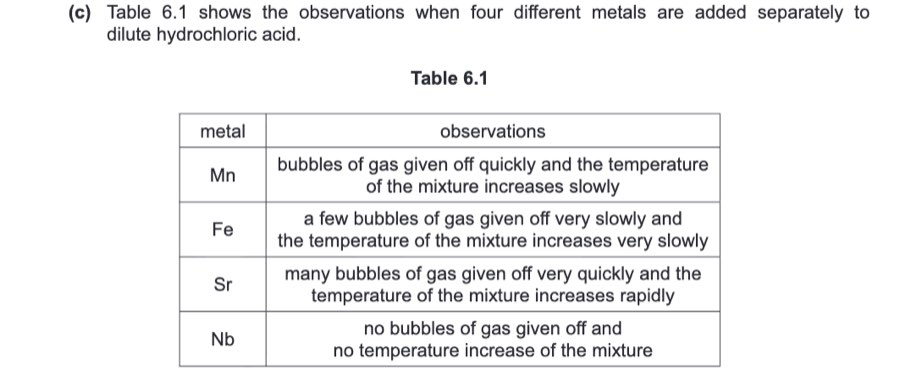 (c) Table 6.1 shows the observations when four different metals are added separately to
dilute hydrochloric acid.
Table 6.1
metal observations
Mn bubbles of gas given off quickly and the temperature
of the mixture increases slowly
Fe a few bubbles of gas given off very slowly and
the temperature of the mixture increases very slowly
Sr many bubbles of gas given off very quickly and the
temperature of the mixture increases rapidly
Nb no bubbles of gas given off and
no temperature increase of the mixture